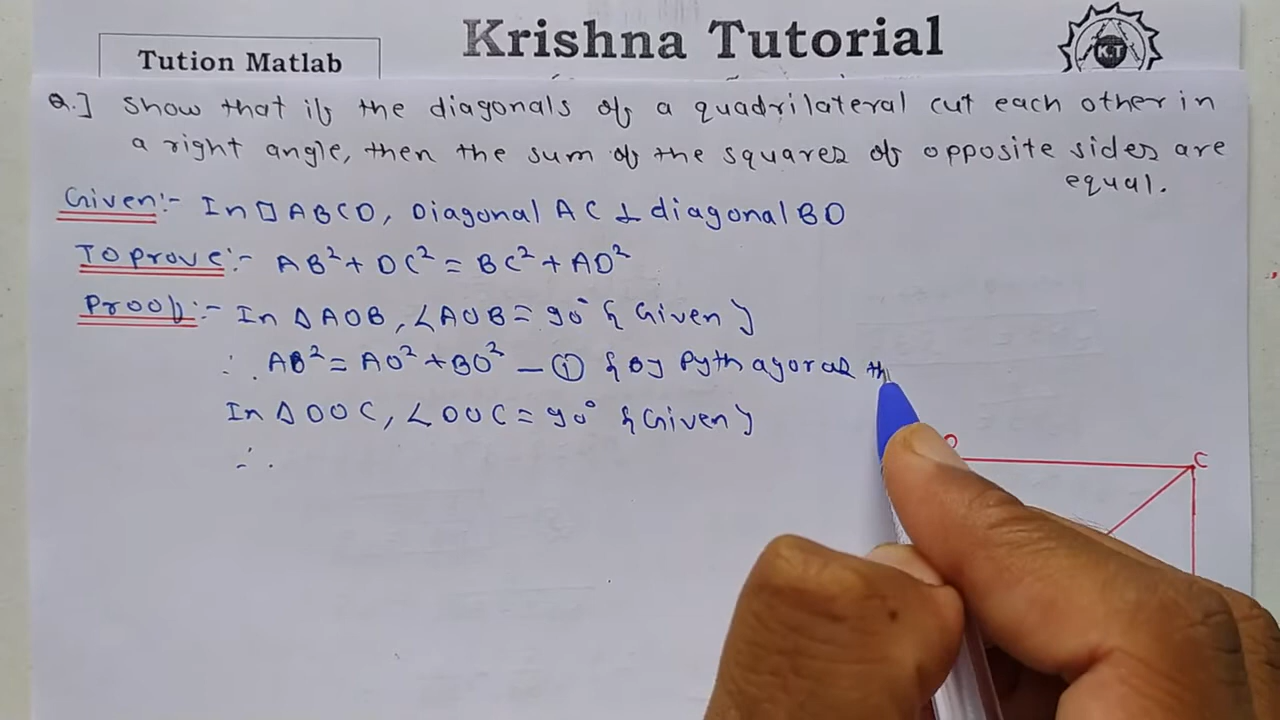 Krishna Tutorial
Tution Matlab
KT
Q.] Show that if the diagonals of a quadrilateral cut each other in
a right angle, then the sum of the squares of opposite sides are
equal.
Given:- In □ABCD, Diagonal AC ⊥ diagonal BD
To prove:- AB² + DC² = BC² + AD²
Proof:- In △AOB, ∠AOB = 90° {Given}
∴ AB² = AO² + BO² — ① {By Pythagoras th
In △DOC, ∠DOC = 90° {Given}
∴
D
C